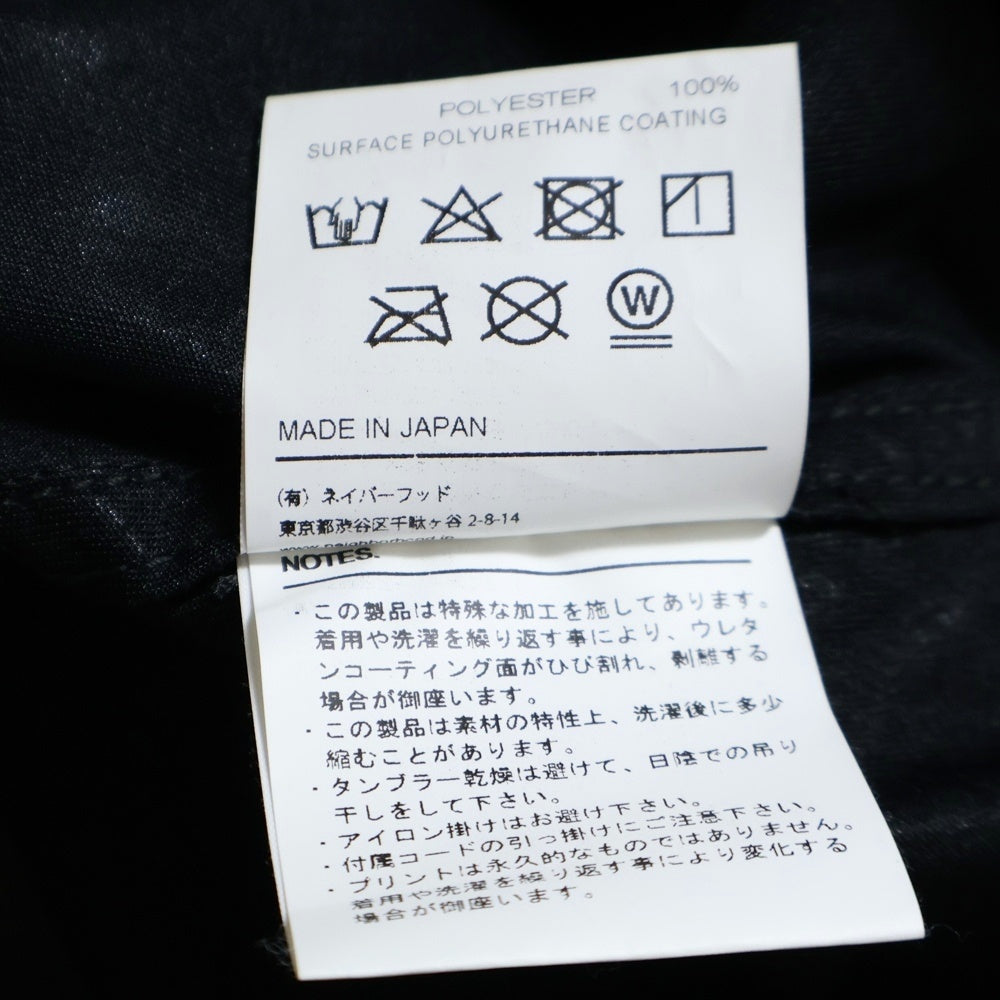 POLYESTER 100%
SURFACE POLYURETHANE COATING
W
MADE IN JAPAN
(有) ネイバーフッド
東京都渋谷区千駄ヶ谷 2-8-14
www.neighborhood.jp
NOTES.
・この製品は特殊な加工を施してあります。
着用や洗濯を繰り返す事により、ウレタ
ンコーティング面がひび割れ、剥離する
場合が御座います。
・この製品は素材の特性上、洗濯後に多少
縮むことがあります。
・タンブラー乾燥は避けて、日陰での吊り
干しをして下さい。
・アイロン掛けはお避け下さい。
・付属コードの引っ掛けにご注意下さい。
・プリントは永久的なものではありません。
着用や洗濯を繰り返す事により変化する
場合が御座います。